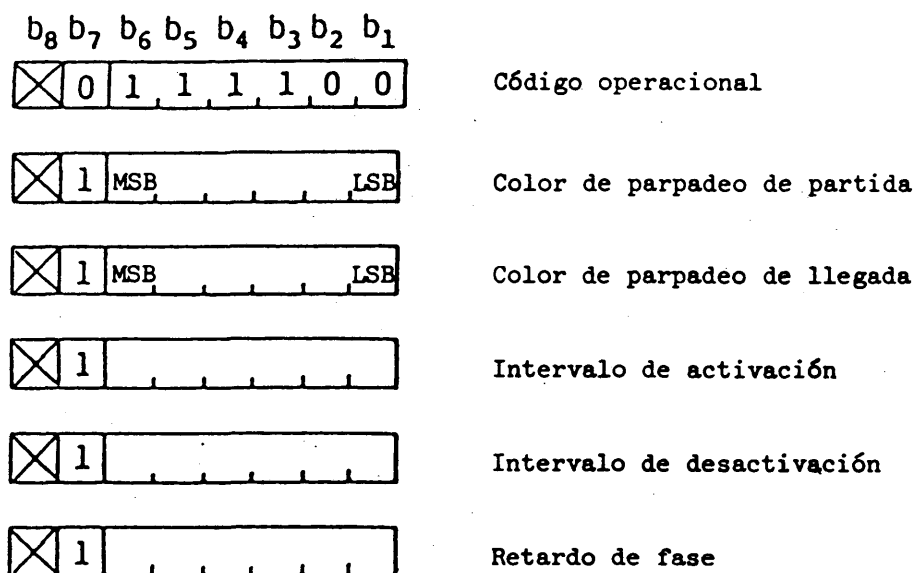 b8 b7 b6 b5 b4 b3 b2 b1
0 1 1 1 1 0 0 Código operacional
1 MSB LSB Color de parpadeo de partida
1 MSB LSB Color de parpadeo de llegada
1 Intervalo de activación
1 Intervalo de desactivación
1 Retardo de fase